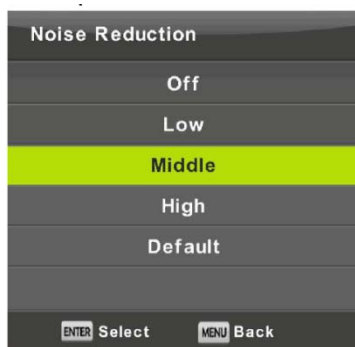 Noise Reduction
Off
Low
Middle
High
Default
ENTER Select MENU Back